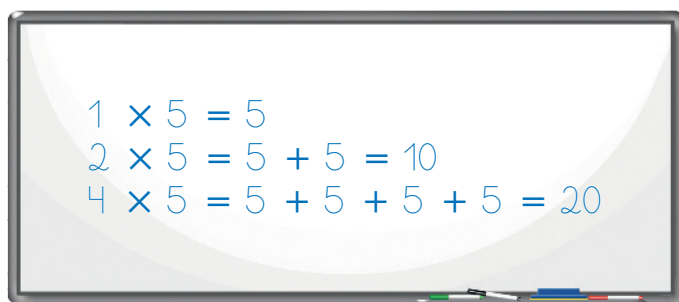 1 × 5 = 5
2 × 5 = 5 + 5 = 10
4 × 5 = 5 + 5 + 5 + 5 = 20